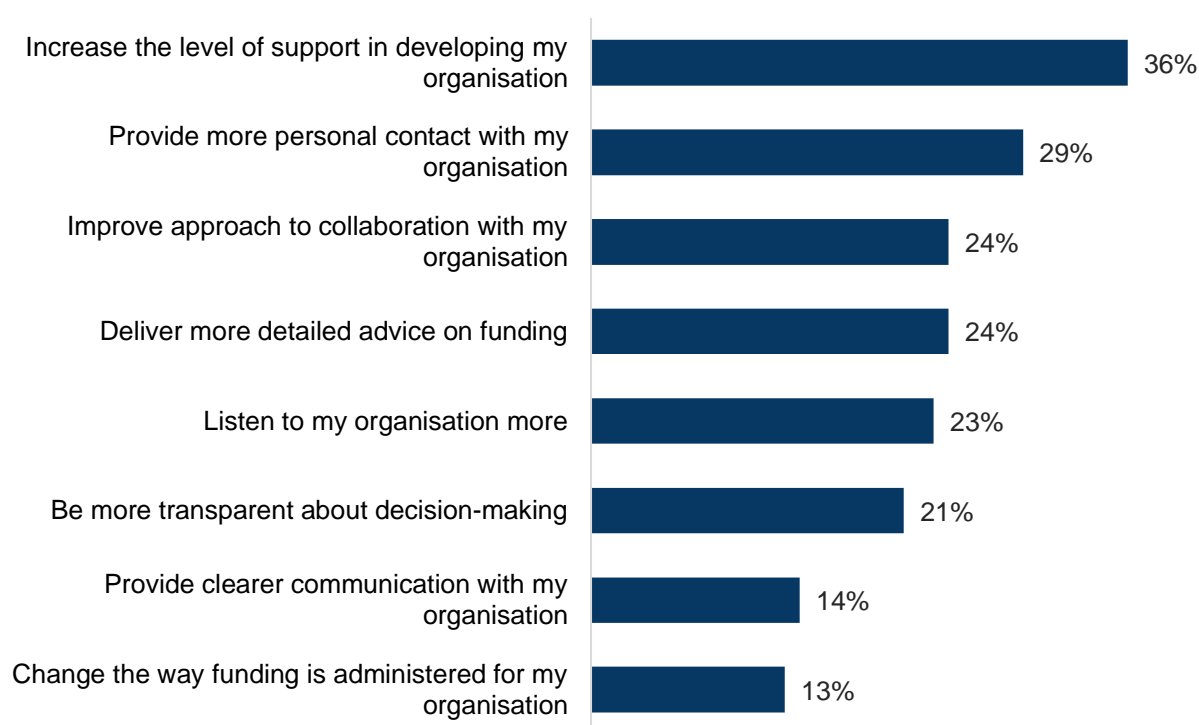 Increase the level of support in developing my
organisation
36%
Provide more personal contact with my
organisation
29%
Improve approach to collaboration with my
organisation
24%
Deliver more detailed advice on funding
24%
Listen to my organisation more
23%
Be more transparent about decision-making
21%
Provide clearer communication with my
organisation
14%
Change the way funding is administered for my
organisation
13%